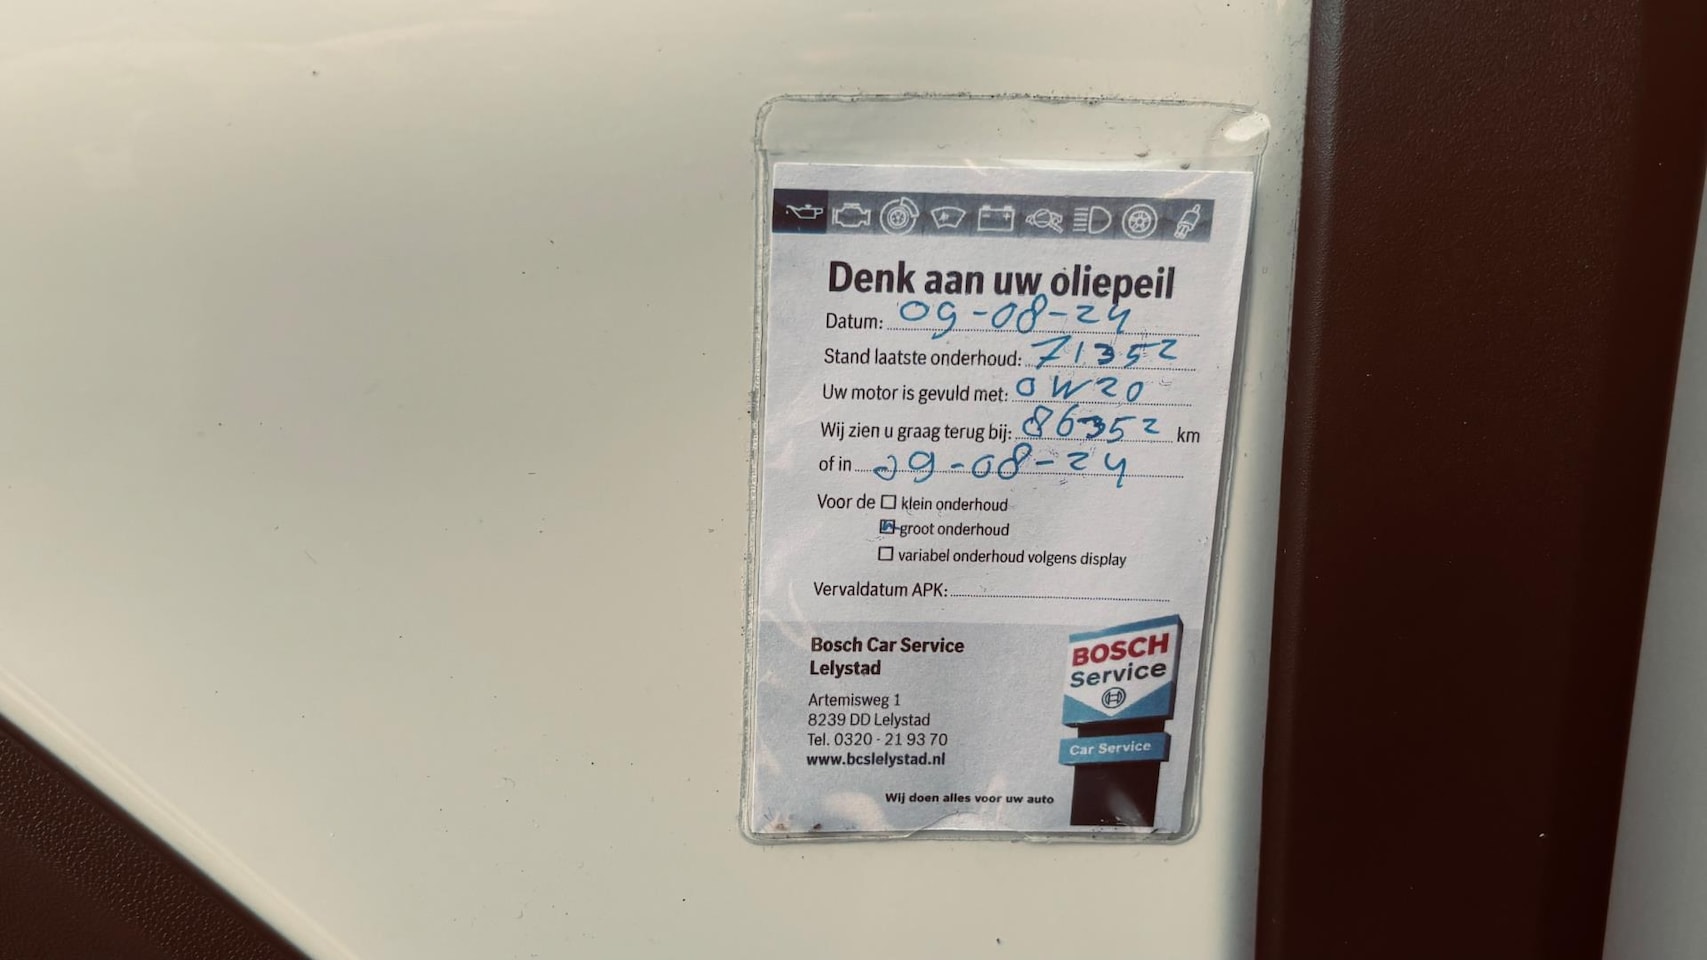 Denk aan uw oliepeil
Datum: 09-08-24
Stand laatste onderhoud: 71352
Uw motor is gevuld met: 0W20
Wij zien u graag terug bij: 86352 km
of in 09-08-24
Voor de klein onderhoud
groot onderhoud
variabel onderhoud volgens display
Vervaldatum APK:
Bosch Car Service
Lelystad
Artemisweg 1
8239 DD Lelystad
Tel. 0320 - 21 93 70
www.bcslelystad.nl
BOSCH
Service
Car Service
Wij doen alles voor uw auto